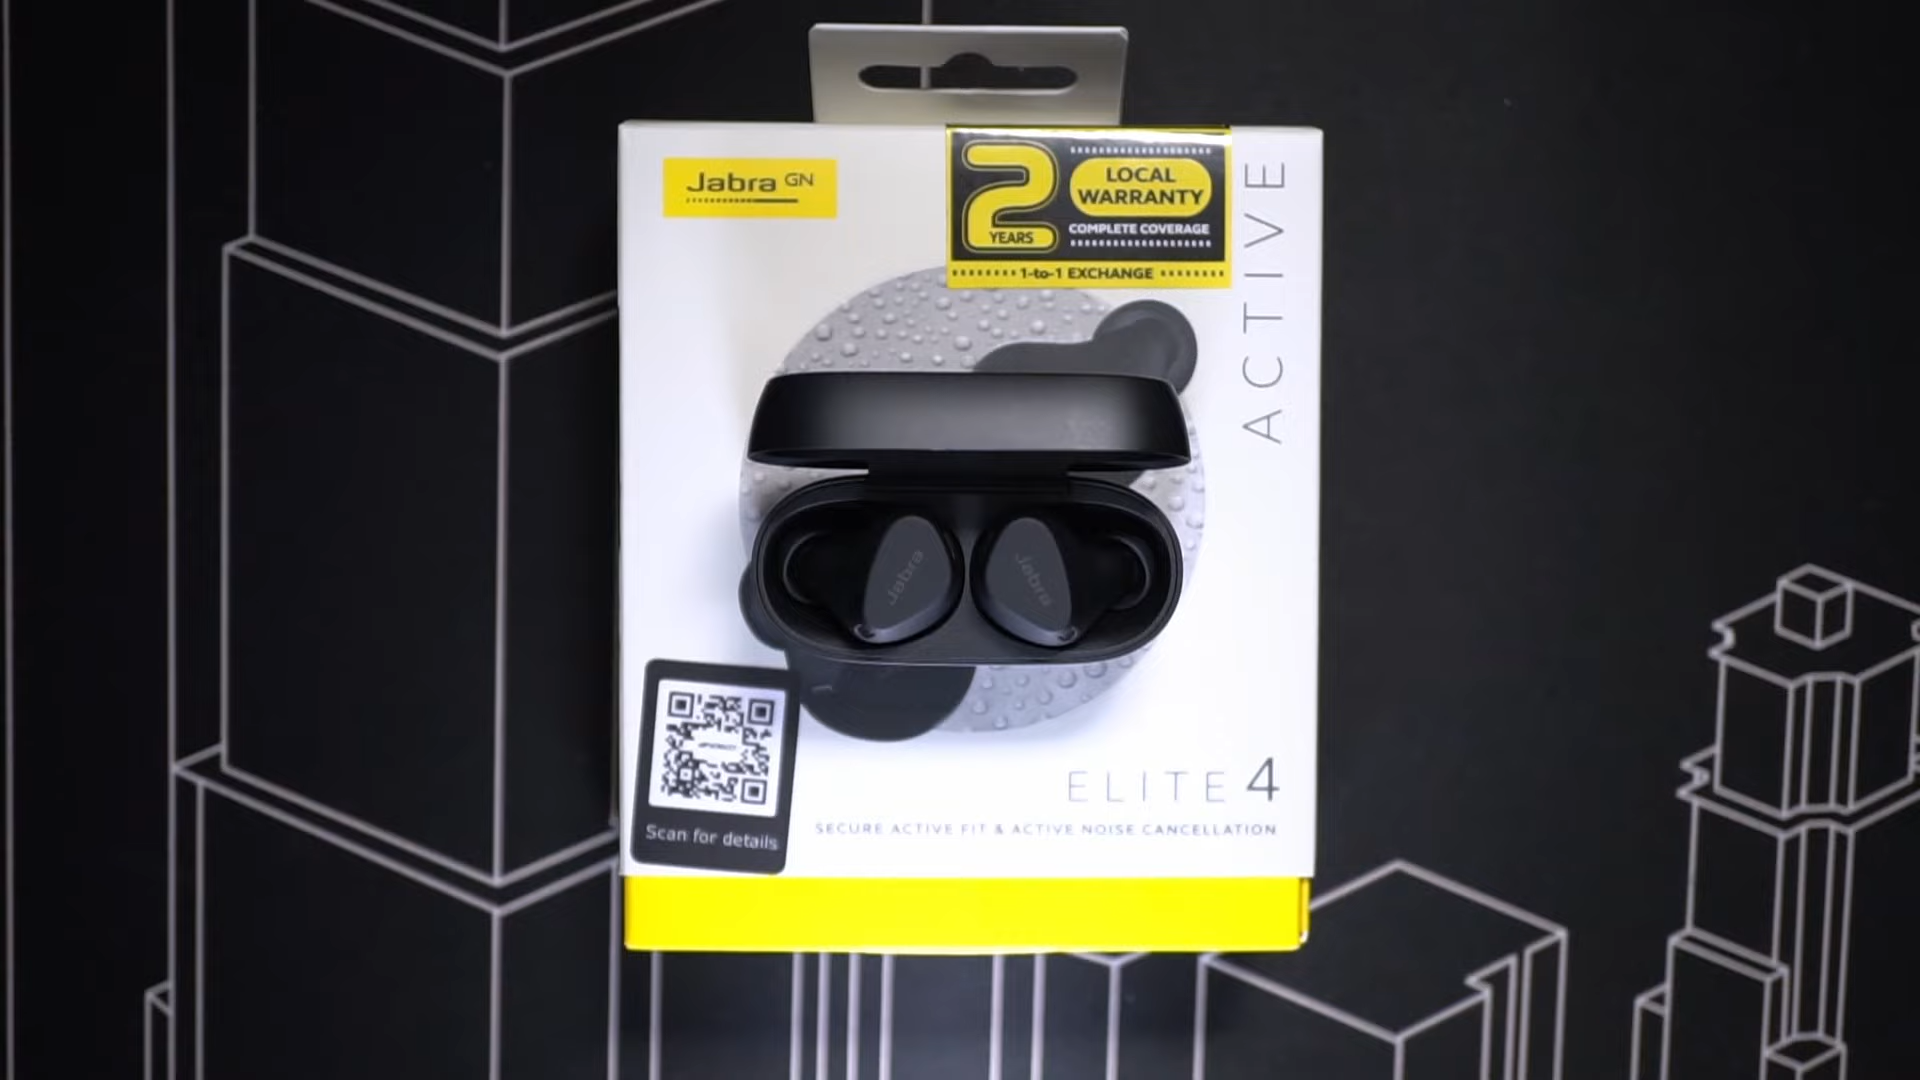 Jabra GN
2
YEARS
LOCAL
WARRANTY
COMPLETE COVERAGE
1-to-1 EXCHANGE
ACTIVE
Jabra
Jabra
ELITE 4
SECURE ACTIVE FIT & ACTIVE NOISE CANCELLATION
Scan for details